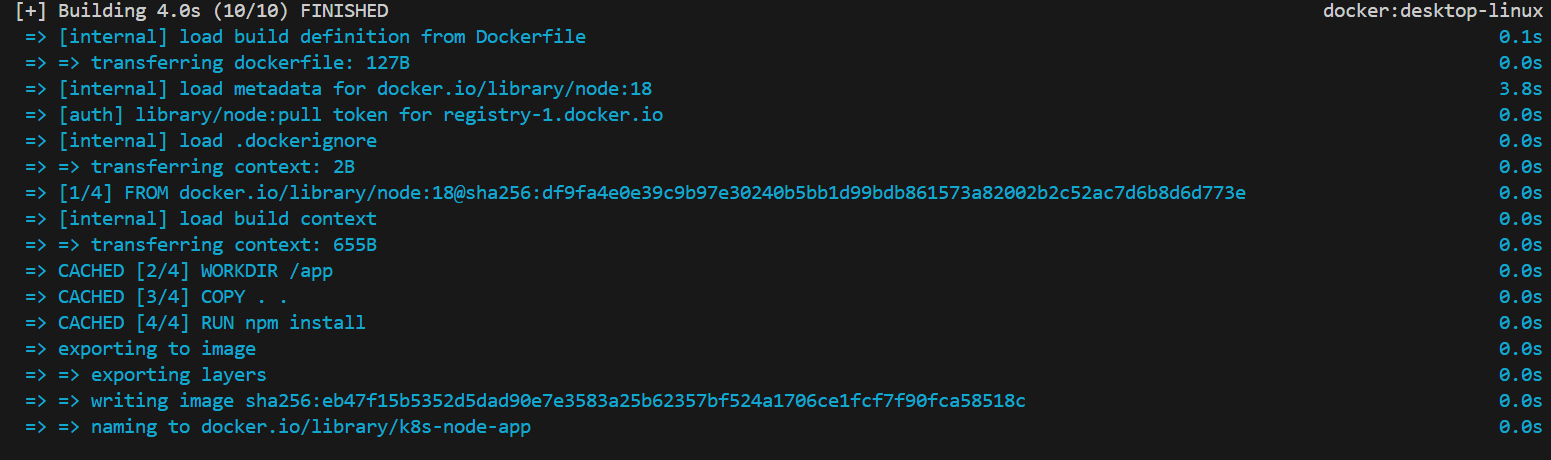 [+] Building 4.0s (10/10) FINISHED docker:desktop-linux
=> [internal] load build definition from Dockerfile 0.1s
=> => transferring dockerfile: 127B 0.0s
=> [internal] load metadata for docker.io/library/node:18 3.8s
=> [auth] library/node:pull token for registry-1.docker.io 0.0s
=> [internal] load .dockerignore 0.0s
=> => transferring context: 2B 0.0s
=> [1/4] FROM docker.io/library/node:18@sha256:df9fa4e0e39c9b97e30240b5bb1d99bdb861573a82002b2c52ac7d6b8d6d773e 0.0s
=> [internal] load build context 0.0s
=> => transferring context: 655B 0.0s
=> CACHED [2/4] WORKDIR /app 0.0s
=> CACHED [3/4] COPY . . 0.0s
=> CACHED [4/4] RUN npm install 0.0s
=> exporting to image 0.0s
=> => exporting layers 0.0s
=> => writing image sha256:eb47f15b5352d5dad90e7e3583a25b62357bf524a1706ce1fcf7f90fca58518c 0.0s
=> => naming to docker.io/library/k8s-node-app 0.0s